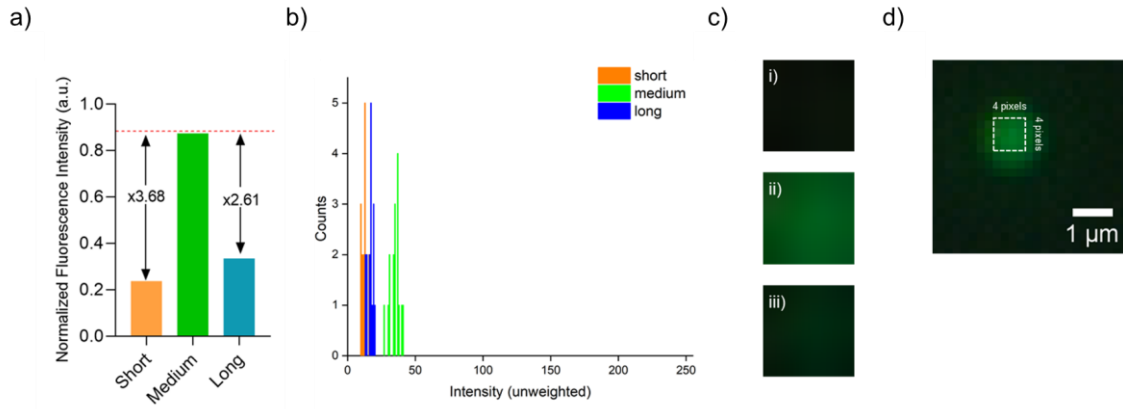 a)
Normalized Fluorescence Intensity (a.u.)
1.0
0.8
0.6
0.4
0.2
0.0
x3.68
x2.61
Short
Medium
Long
b)
short
medium
long
Counts
5
4
3
2
1
0
0
50
100
150
200
250
Intensity (unweighted)
c)
i)
ii)
iii)
d)
4 pixels
4 pixels
1 µm